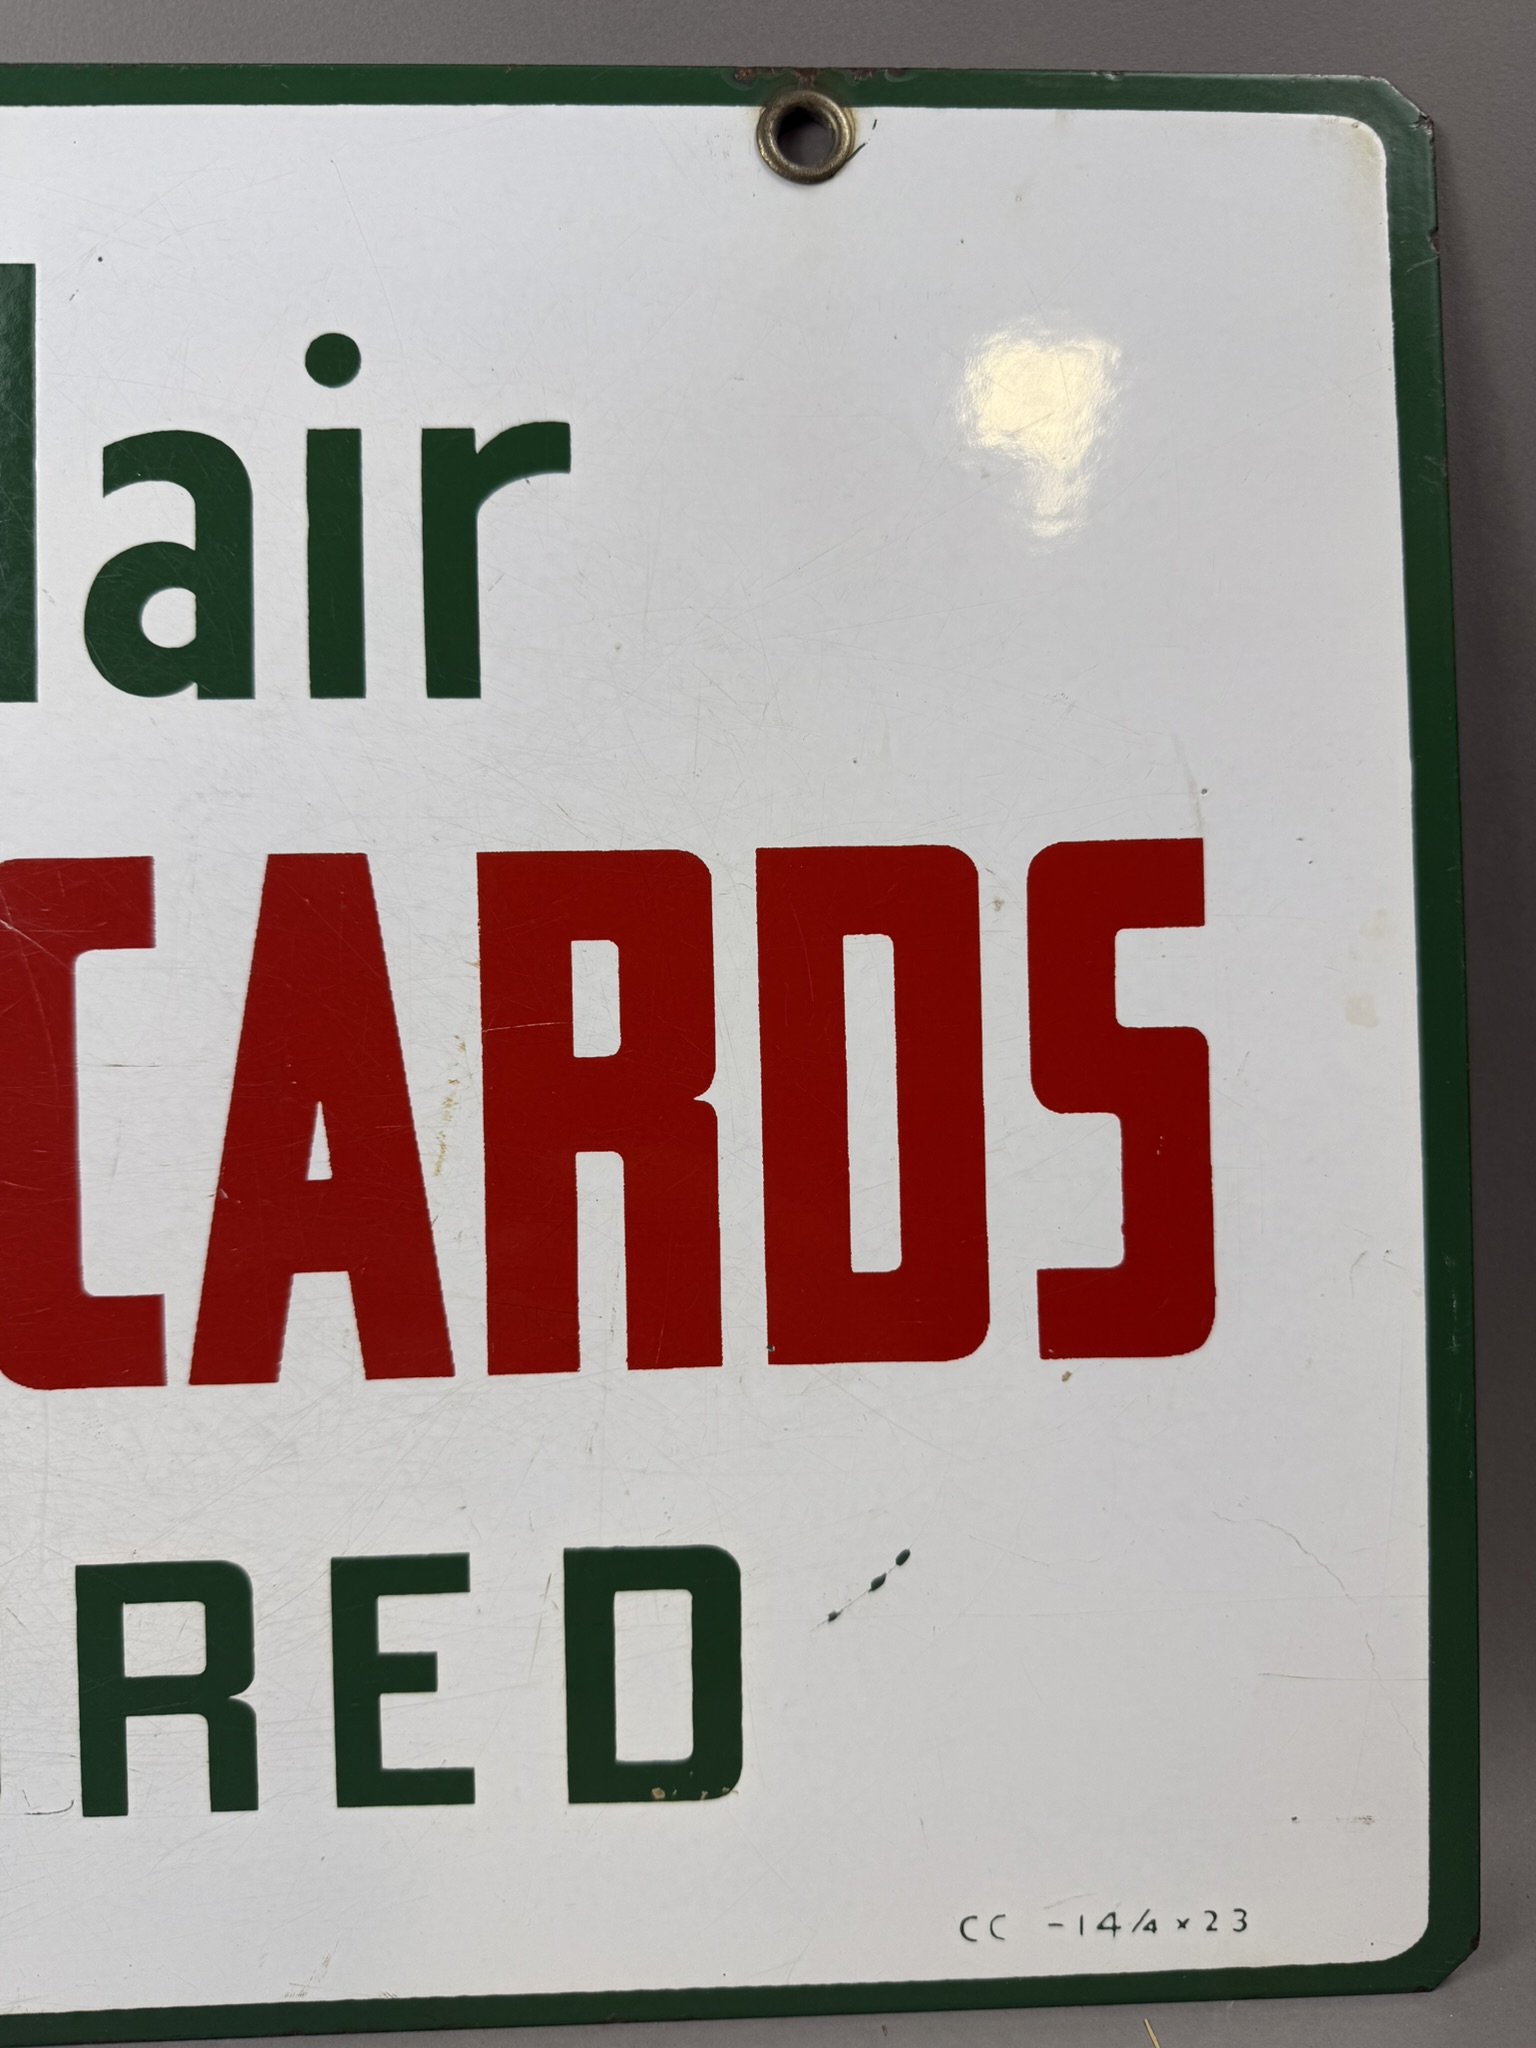 lair
CARDS
RED
CC -14/4 x 23